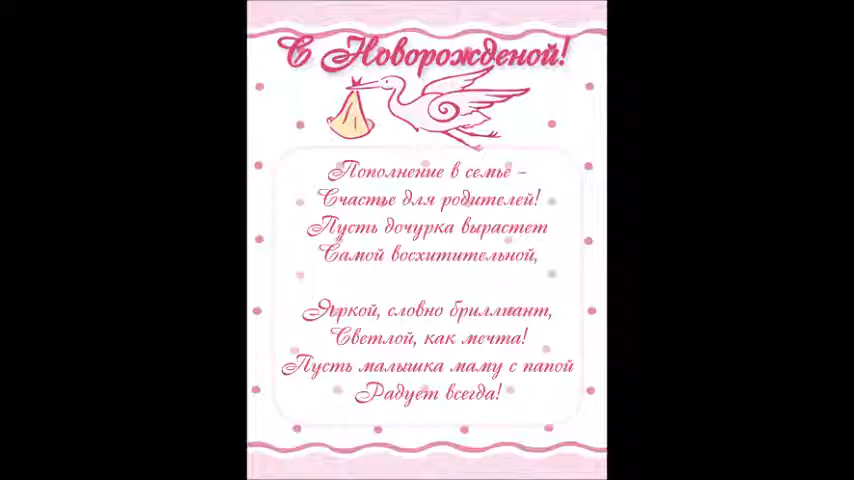 С Новорожденой!
Пополнение в семье –
Счастье для родителей!
Пусть дочурка вырастет
Самой восхитительной,
Яркой, словно бриллиант,
Светлой, как мечта!
Пусть малышка маму с папой
Радует всегда!